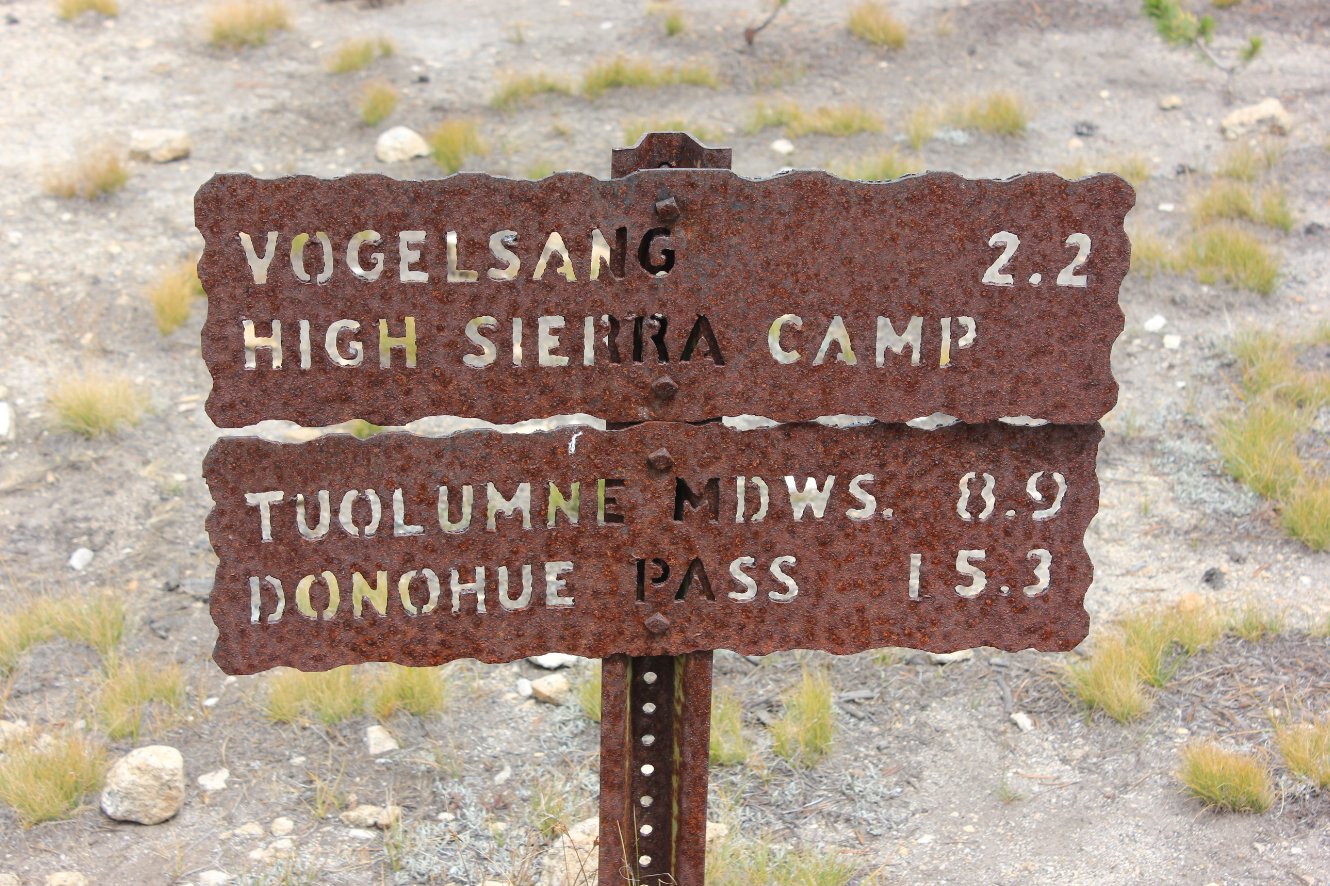 VOGELSANG 2.2
HIGH SIERRA CAMP
TUOLUMNE MDWS. 8.9
DONOHUE PASS 15.3